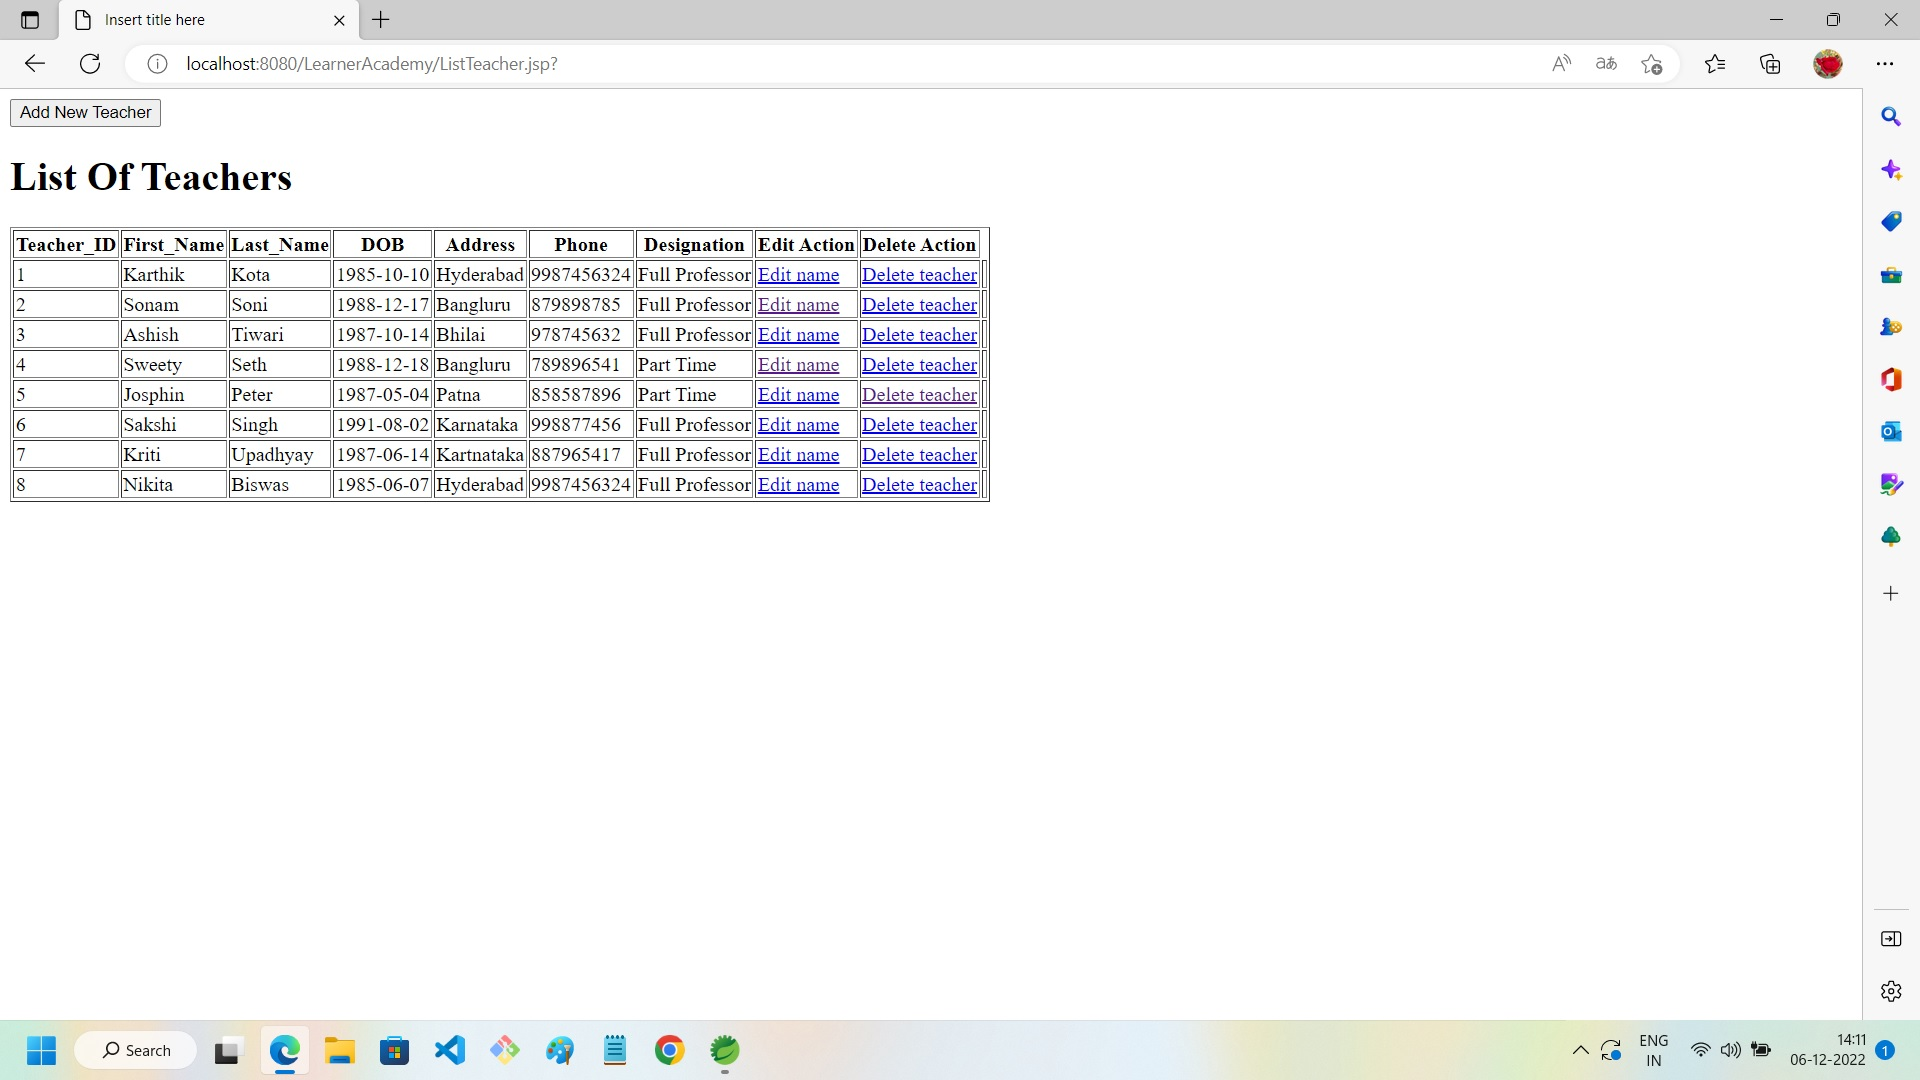 Insert title here
localhost:8080/LearnerAcademy/ListTeacher.jsp?
Add New Teacher
List Of Teachers
Teacher_ID First_Name Last_Name DOB Address Phone Designation Edit Action Delete Action
1 Karthik Kota 1985-10-10 Hyderabad 9987456324 Full Professor Edit name Delete teacher
2 Sonam Soni 1988-12-17 Bangluru 879898785 Full Professor Edit name Delete teacher
3 Ashish Tiwari 1987-10-14 Bhilai 978745632 Full Professor Edit name Delete teacher
4 Sweety Seth 1988-12-18 Bangluru 789896541 Part Time Edit name Delete teacher
5 Josphin Peter 1987-05-04 Patna 858587896 Part Time Edit name Delete teacher
6 Sakshi Singh 1991-08-02 Karnataka 998877456 Full Professor Edit name Delete teacher
7 Kriti Upadhyay 1987-06-14 Kartnataka 887965417 Full Professor Edit name Delete teacher
8 Nikita Biswas 1985-06-07 Hyderabad 9987456324 Full Professor Edit name Delete teacher
Search
ENG
IN
14:11
06-12-2022
1